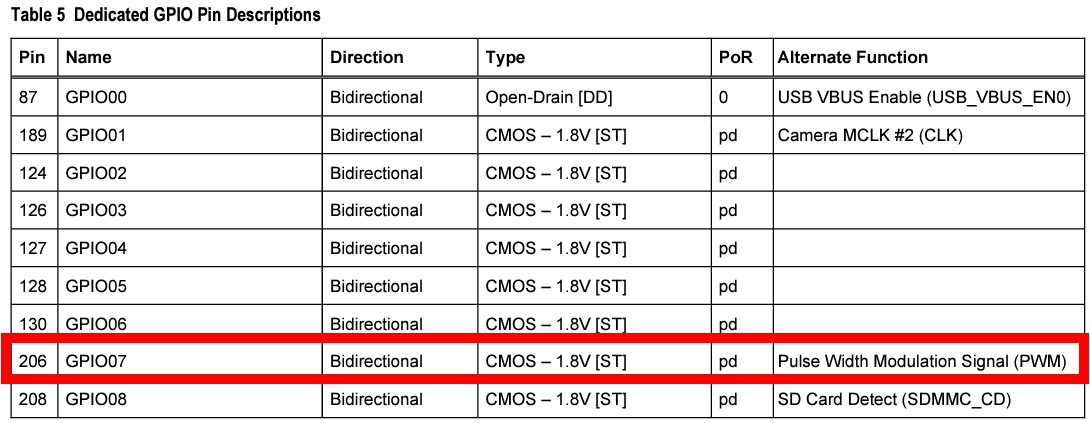 Table 5 Dedicated GPIO Pin Descriptions
Pin Name Direction Type PoR Alternate Function
87 GPIO00 Bidirectional Open-Drain [DD] 0 USB VBUS Enable (USB_VBUS_EN0)
189 GPIO01 Bidirectional CMOS – 1.8V [ST] pd Camera MCLK #2 (CLK)
124 GPIO02 Bidirectional CMOS – 1.8V [ST] pd
126 GPIO03 Bidirectional CMOS – 1.8V [ST] pd
127 GPIO04 Bidirectional CMOS – 1.8V [ST] pd
128 GPIO05 Bidirectional CMOS – 1.8V [ST] pd
130 GPIO06 Bidirectional CMOS – 1.8V [ST] pd
206 GPIO07 Bidirectional CMOS – 1.8V [ST] pd Pulse Width Modulation Signal (PWM)
208 GPIO08 Bidirectional CMOS – 1.8V [ST] pd SD Card Detect (SDMMC_CD)